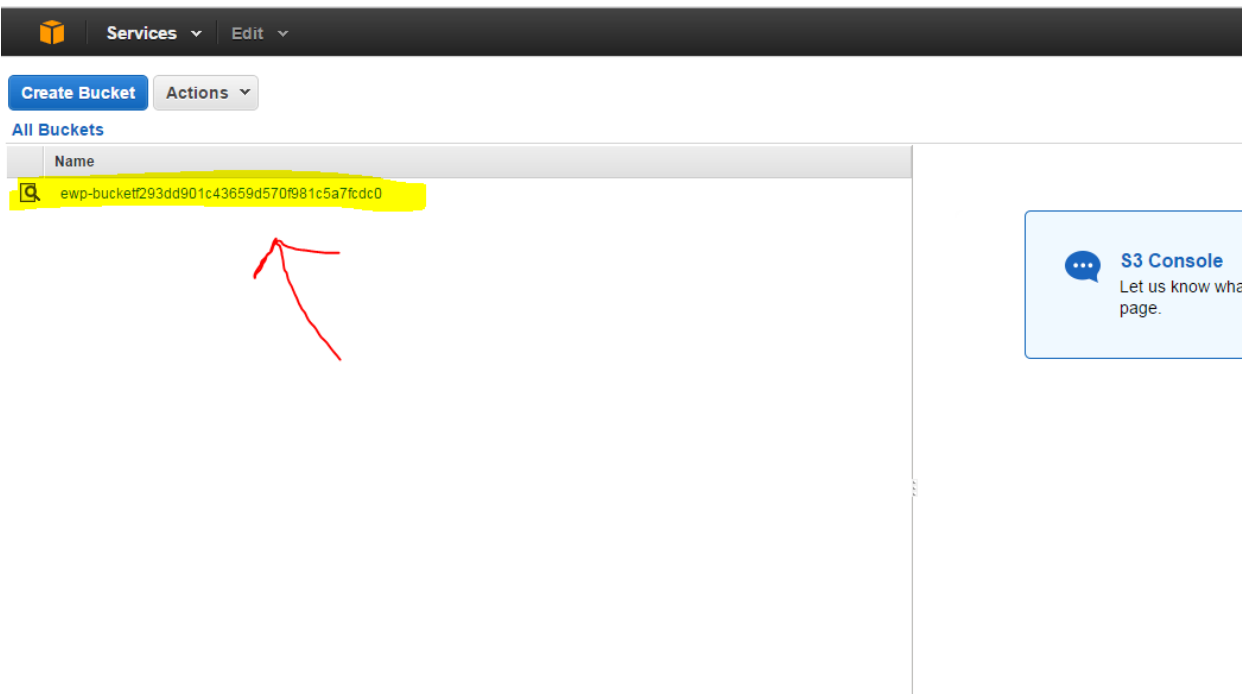 Services Edit
Create Bucket Actions
All Buckets
Name
ewp-bucketf293dd901c43659d570f981c5a7fcdc0
S3 Console
Let us know wha
page.